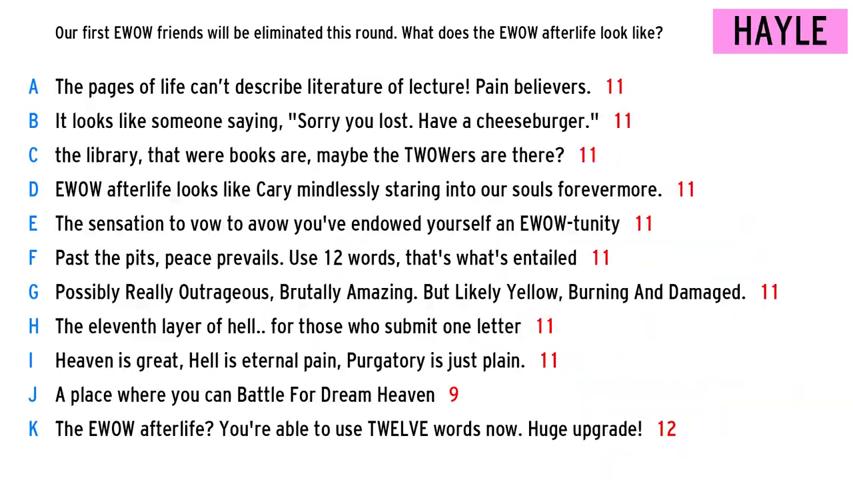 Our first EWOW friends will be eliminated this round. What does the EWOW afterlife look like?
HAYLE
A The pages of life can't describe literature of lecture! Pain believers. 11
B It looks like someone saying, "Sorry you lost. Have a cheeseburger." 11
C the library, that were books are, maybe the TWOWers are there? 11
D EWOW afterlife looks like Cary mindlessly staring into our souls forevermore. 11
E The sensation to vow to avow you've endowed yourself an EWOW-tunity 11
F Past the pits, peace prevails. Use 12 words, that's what's entailed 11
G Possibly Really Outrageous, Brutally Amazing. But Likely Yellow, Burning And Damaged. 11
H The eleventh layer of hell.. for those who submit one letter 11
I Heaven is great, Hell is eternal pain, Purgatory is just plain. 11
J A place where you can Battle For Dream Heaven 9
K The EWOW afterlife? You're able to use TWELVE words now. Huge upgrade! 12